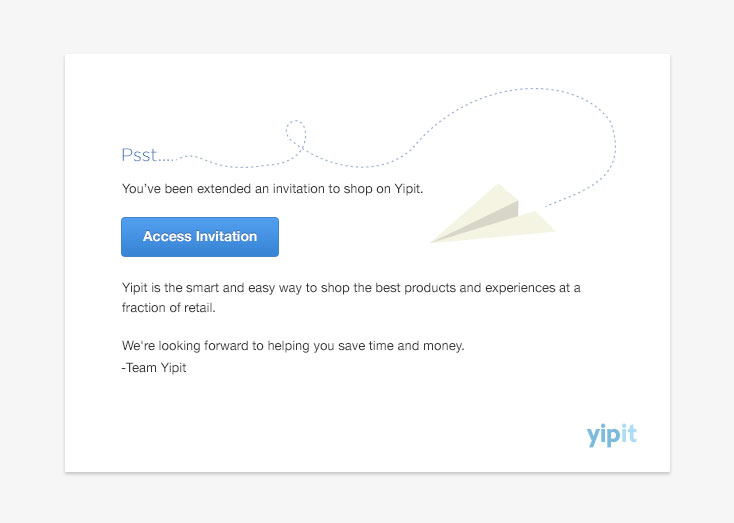 Psst....
You’ve been extended an invitation to shop on Yipit.
Access Invitation
Yipit is the smart and easy way to shop the best products and experiences at a
fraction of retail.
We're looking forward to helping you save time and money.
-Team Yipit
yipit